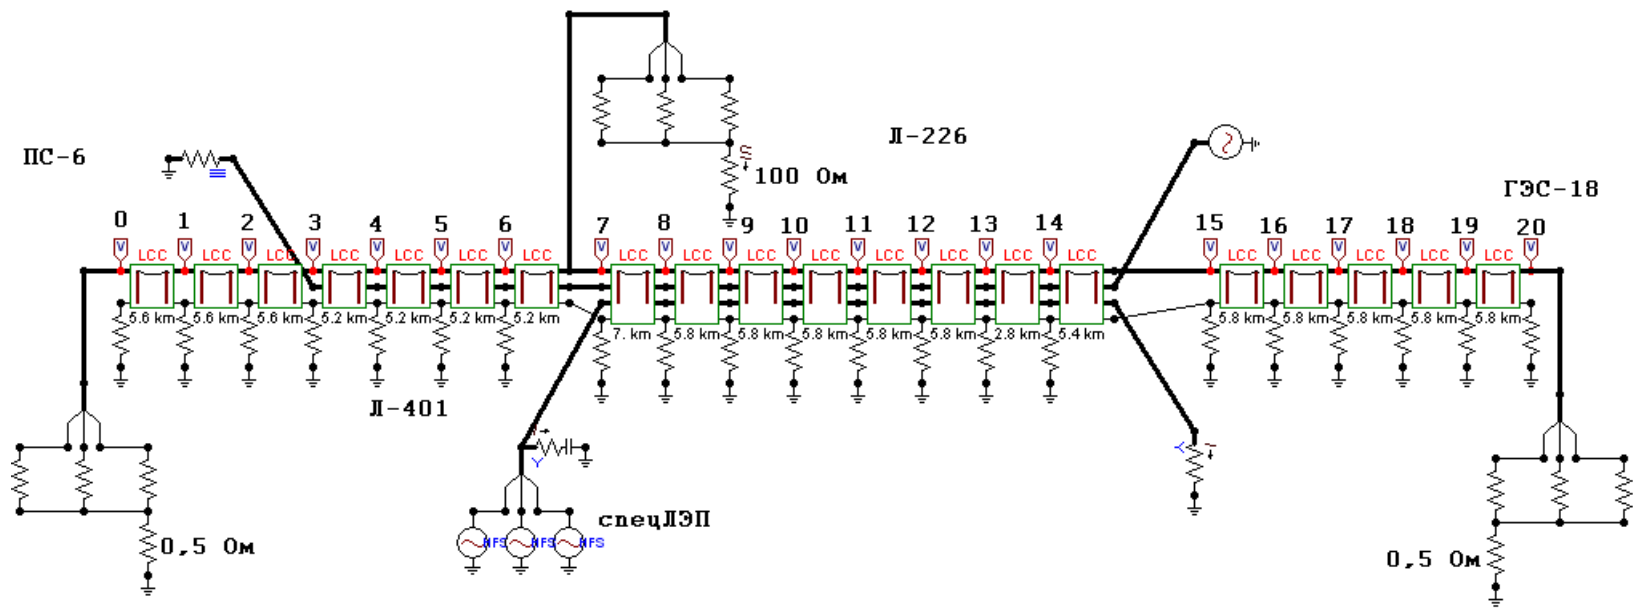 Л-226
ПС-6
100 Ом
ГЭС-18
0 1 2 3 4 5 6 7 8 9 10 11 12 13 14 15 16 17 18 19 20
V V V V V V V V V V V V V V V V V V V V V
LCC LCC LCC LCC LCC LCC LCC LCC LCC LCC LCC LCC LCC LCC LCC LCC LCC LCC LCC LCC
5.6 km 5.6 km 5.6 km 5.2 km 5.2 km 5.2 km 5.2 km 5.8 km 5.8 km 5.8 km 5.8 km 5.8 km
7. km 5.8 km 5.8 km 5.8 km 5.8 km 5.8 km 2.8 km 5.4 km
Л-401
Y
I
Y
I
спецЛЭП
HFS HFS HFS
0,5 Ом
0,5 Ом